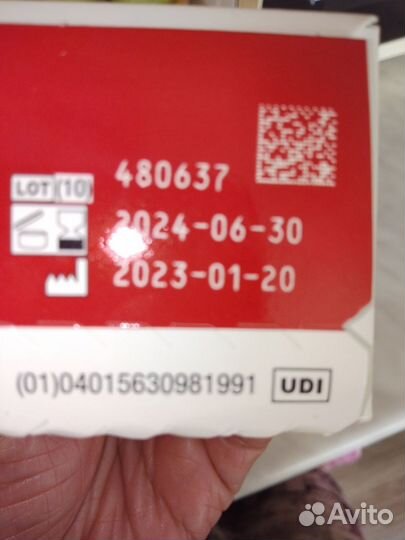 LOT (10) 480637
2024-06-30
2023-01-20
(01)04015630981991 UDI
Avito